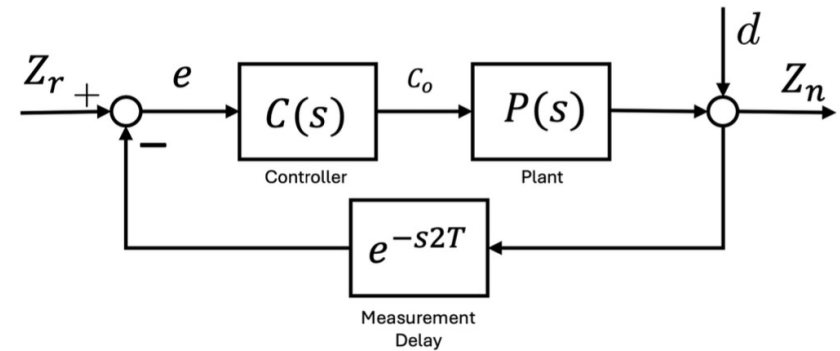 d
Z_r + e C_o Z_n
C(s) P(s)
−
Controller Plant
e^{-s2T}
Measurement
Delay